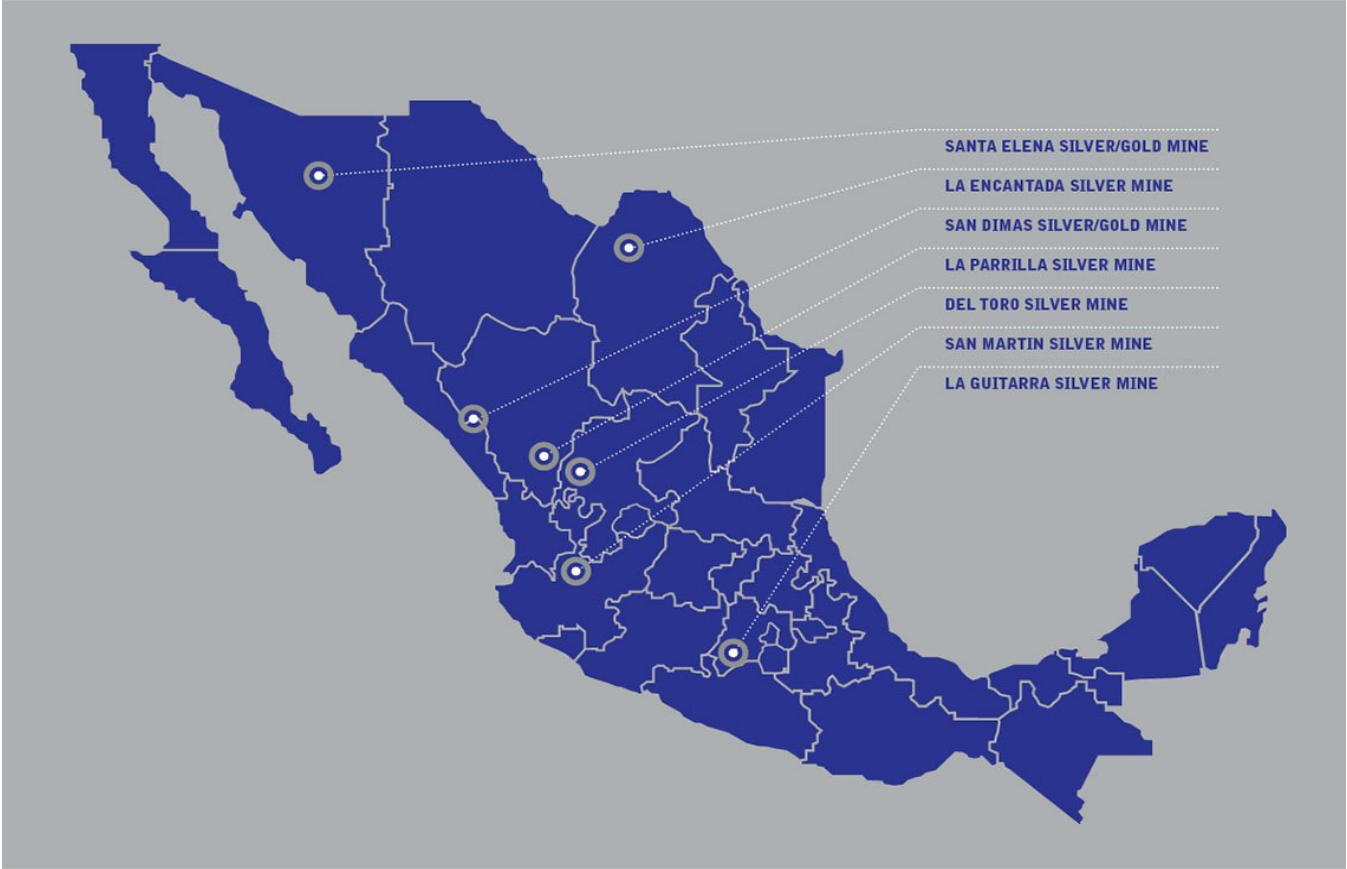 SANTA ELENA SILVER/GOLD MINE
LA ENCANTADA SILVER MINE
SAN DIMAS SILVER/GOLD MINE
LA PARRILLA SILVER MINE
DEL TORO SILVER MINE
SAN MARTIN SILVER MINE
LA GUITARRA SILVER MINE